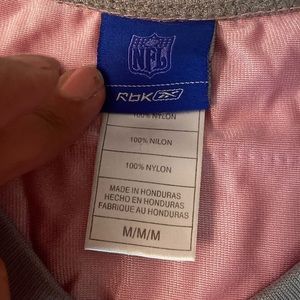 NFL
RbK
100% NYLON
100% NILON
100% NYLON
MADE IN HONDURAS
HECHO EN HONDURAS
FABRIQUE AU HONDURAS
M/M/M